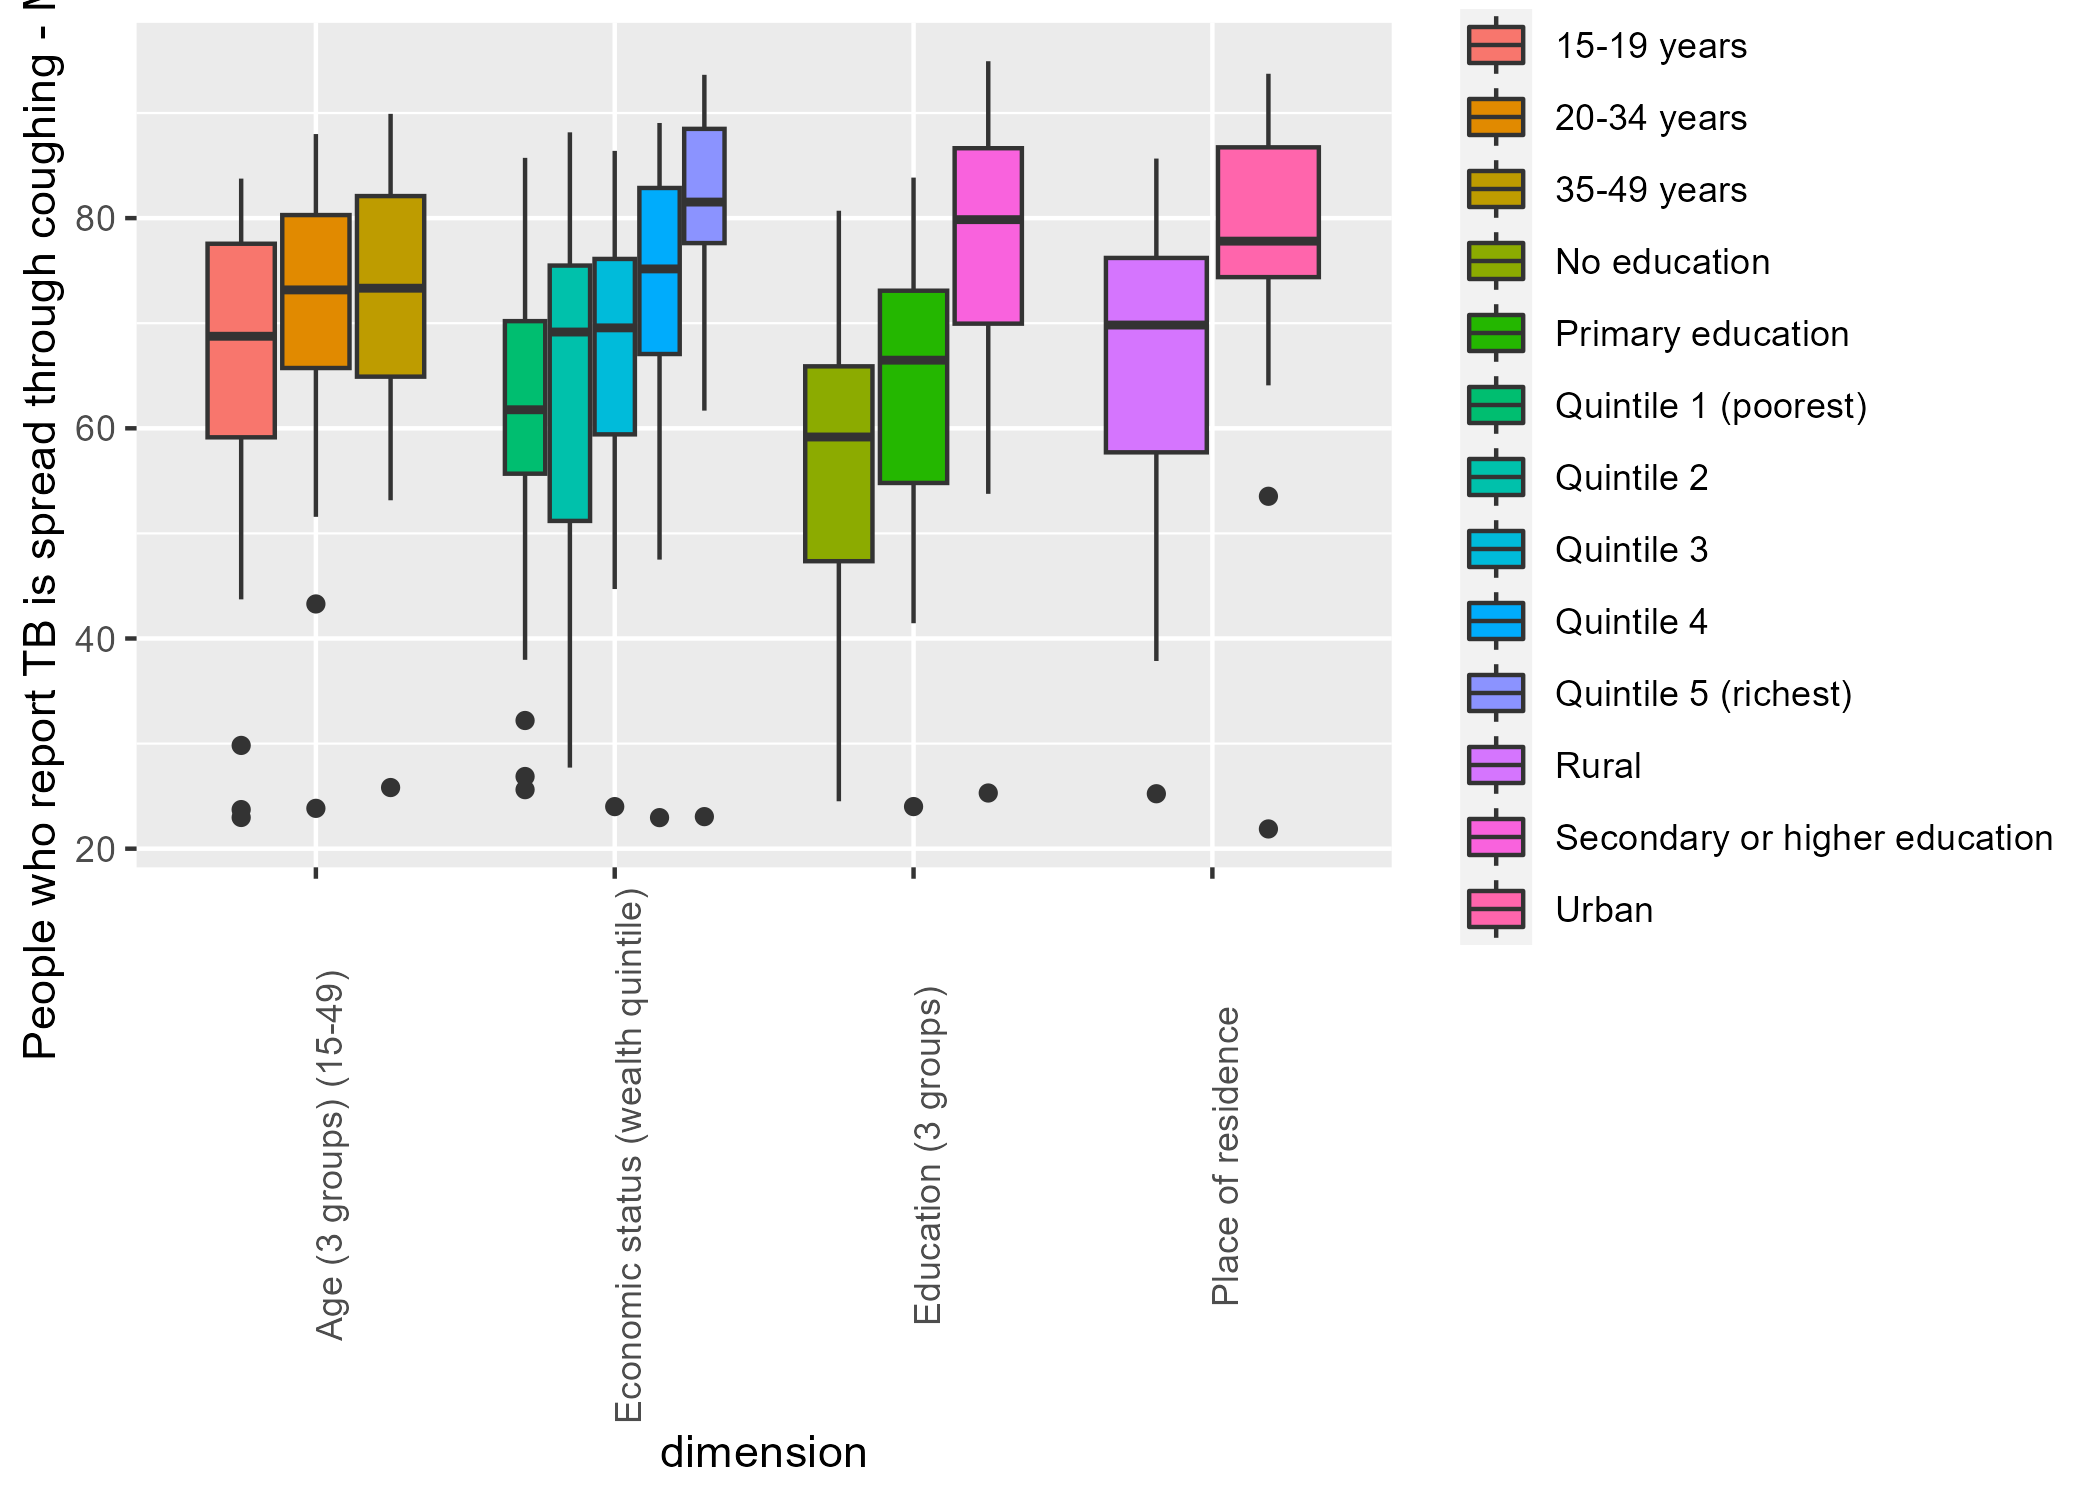 People who report TB is spread through coughing -
80
60
40
20
Age (3 groups) (15-49)
Economic status (wealth quintile)
Education (3 groups)
Place of residence
dimension
15-19 years
20-34 years
35-49 years
No education
Primary education
Quintile 1 (poorest)
Quintile 2
Quintile 3
Quintile 4
Quintile 5 (richest)
Rural
Secondary or higher education
Urban